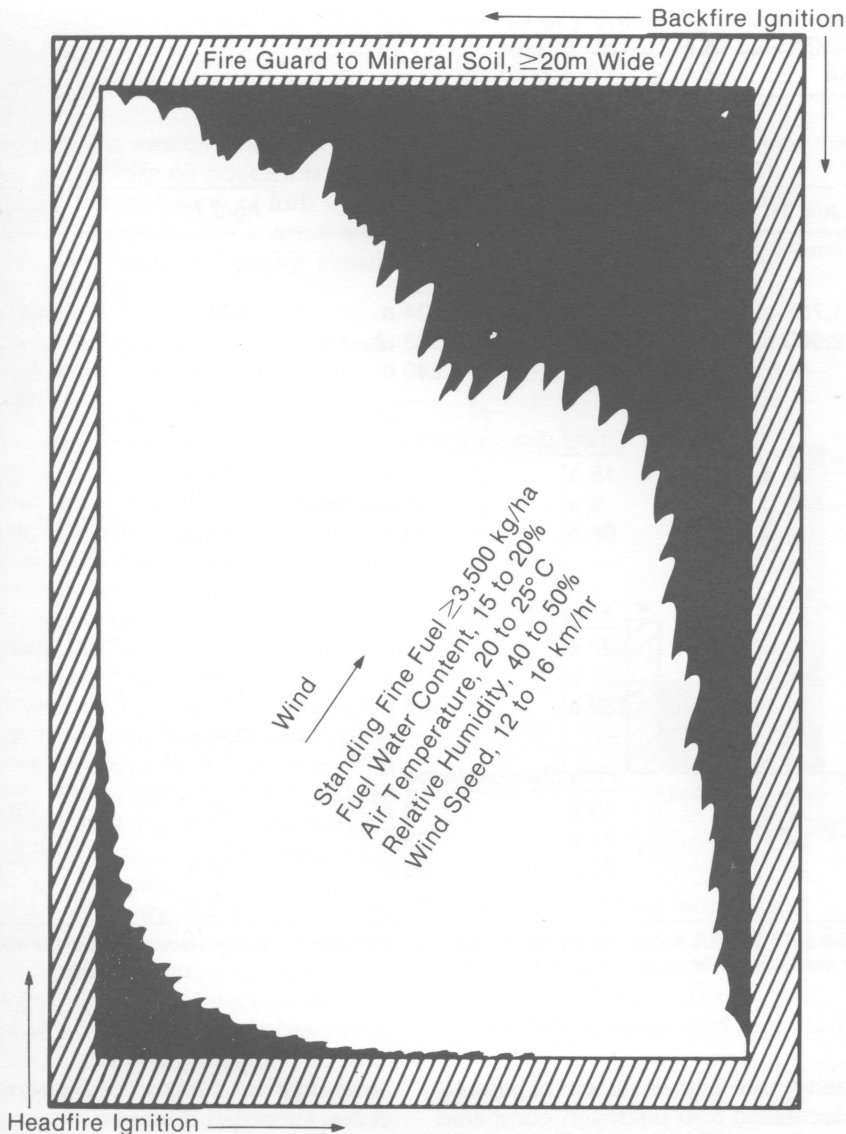 Backfire Ignition
Fire Guard to Mineral Soil, ≥20m Wide
Wind
Standing Fine Fuel ≥3,500 kg/ha
Fuel Water Content, 15 to 20%
Air Temperature, 20 to 25° C
Relative Humidity, 40 to 50%
Wind Speed, 12 to 16 km/hr
Headfire Ignition